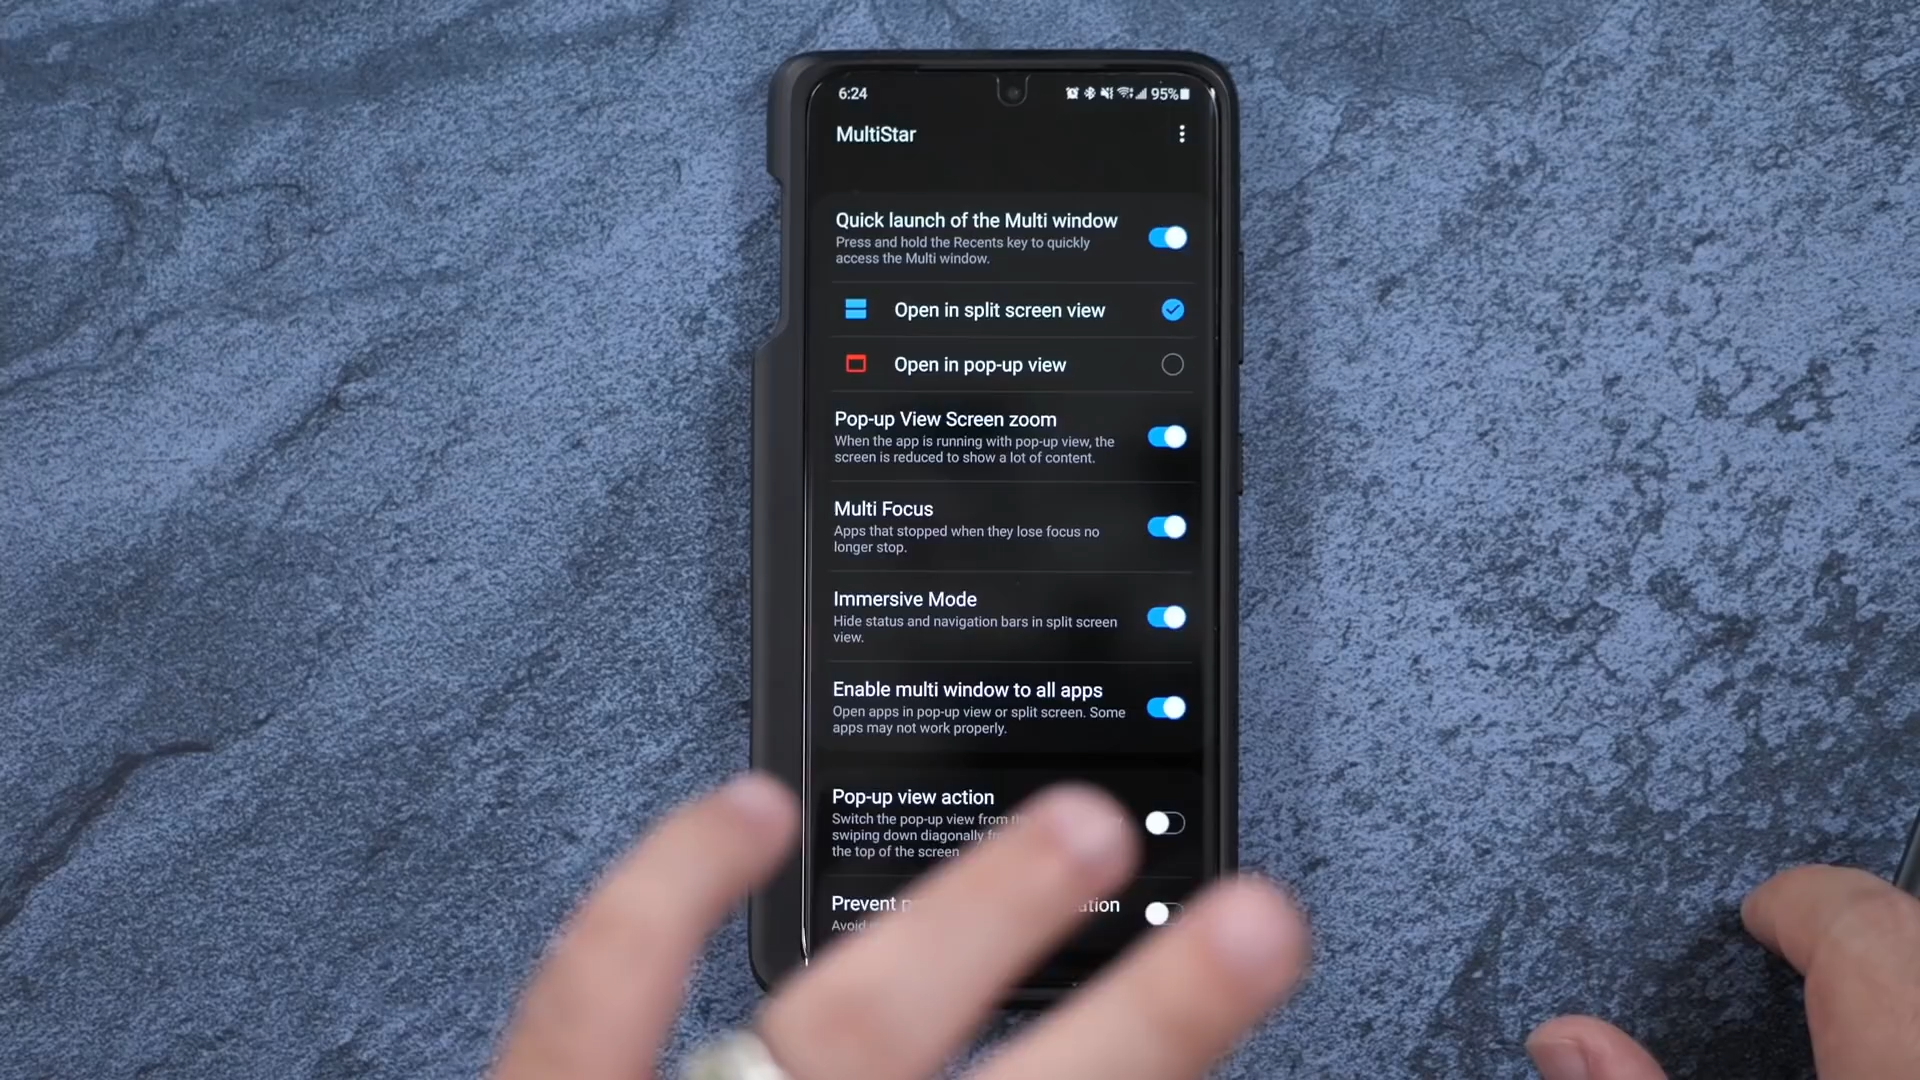 6:24
95%
MultiStar
Quick launch of the Multi window
Press and hold the Recents key to quickly
access the Multi window.
Open in split screen view
Open in pop-up view
Pop-up View Screen zoom
When the app is running with pop-up view, the
screen is reduced to show a lot of content.
Multi Focus
Apps that stopped when they lose focus no
longer stop.
Immersive Mode
Hide status and navigation bars in split screen
view.
Enable multi window to all apps
Open apps in pop-up view or split screen. Some
apps may not work properly.
Pop-up view action
Switch the pop-up view from
swiping down diagonally
the top of the screen
Prevent
Avoid